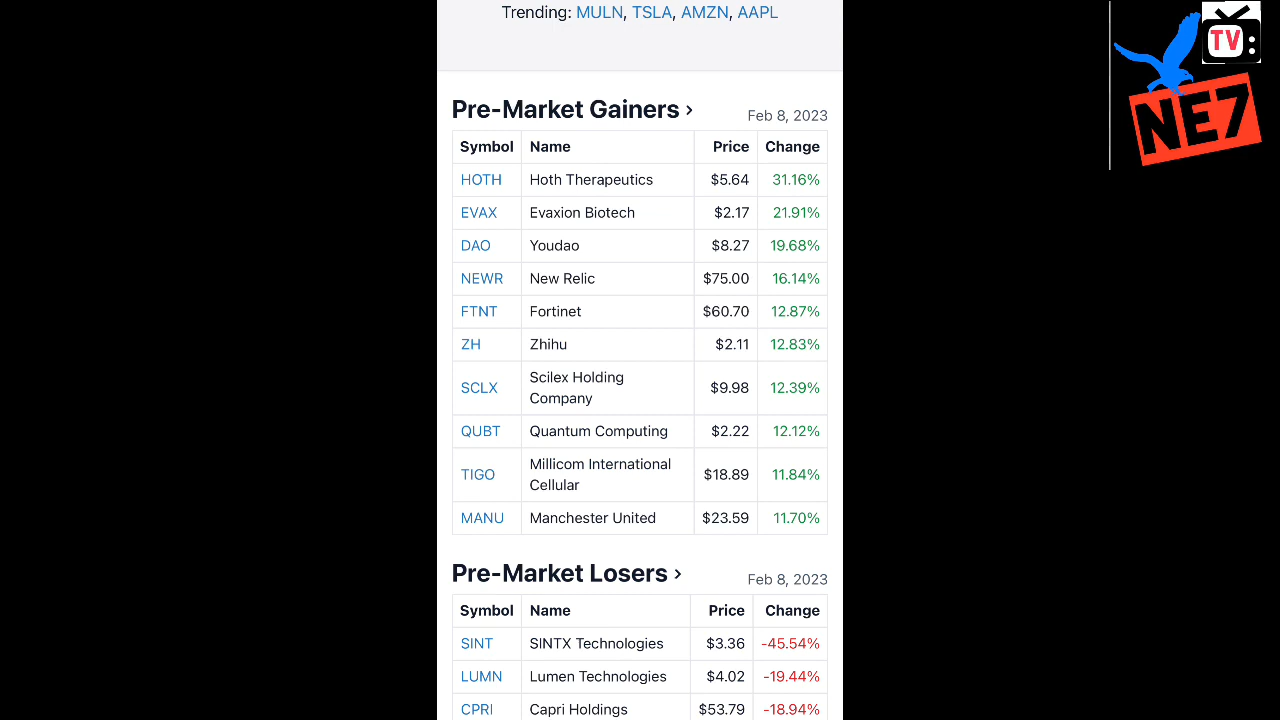 Trending: MULN, TSLA, AMZN, AAPL
TV
NE7
Pre-Market Gainers >
Feb 8, 2023
Symbol Name Price Change
HOTH Hoth Therapeutics $5.64 31.16%
EVAX Evaxion Biotech $2.17 21.91%
DAO Youdao $8.27 19.68%
NEWR New Relic $75.00 16.14%
FTNT Fortinet $60.70 12.87%
ZH Zhihu $2.11 12.83%
SCLX Scilex Holding Company $9.98 12.39%
QUBT Quantum Computing $2.22 12.12%
TIGO Millicom International Cellular $18.89 11.84%
MANU Manchester United $23.59 11.70%
Pre-Market Losers >
Feb 8, 2023
Symbol Name Price Change
SINT SINTX Technologies $3.36 -45.54%
LUMN Lumen Technologies $4.02 -19.44%
CPRI Capri Holdings $53.79 -18.94%